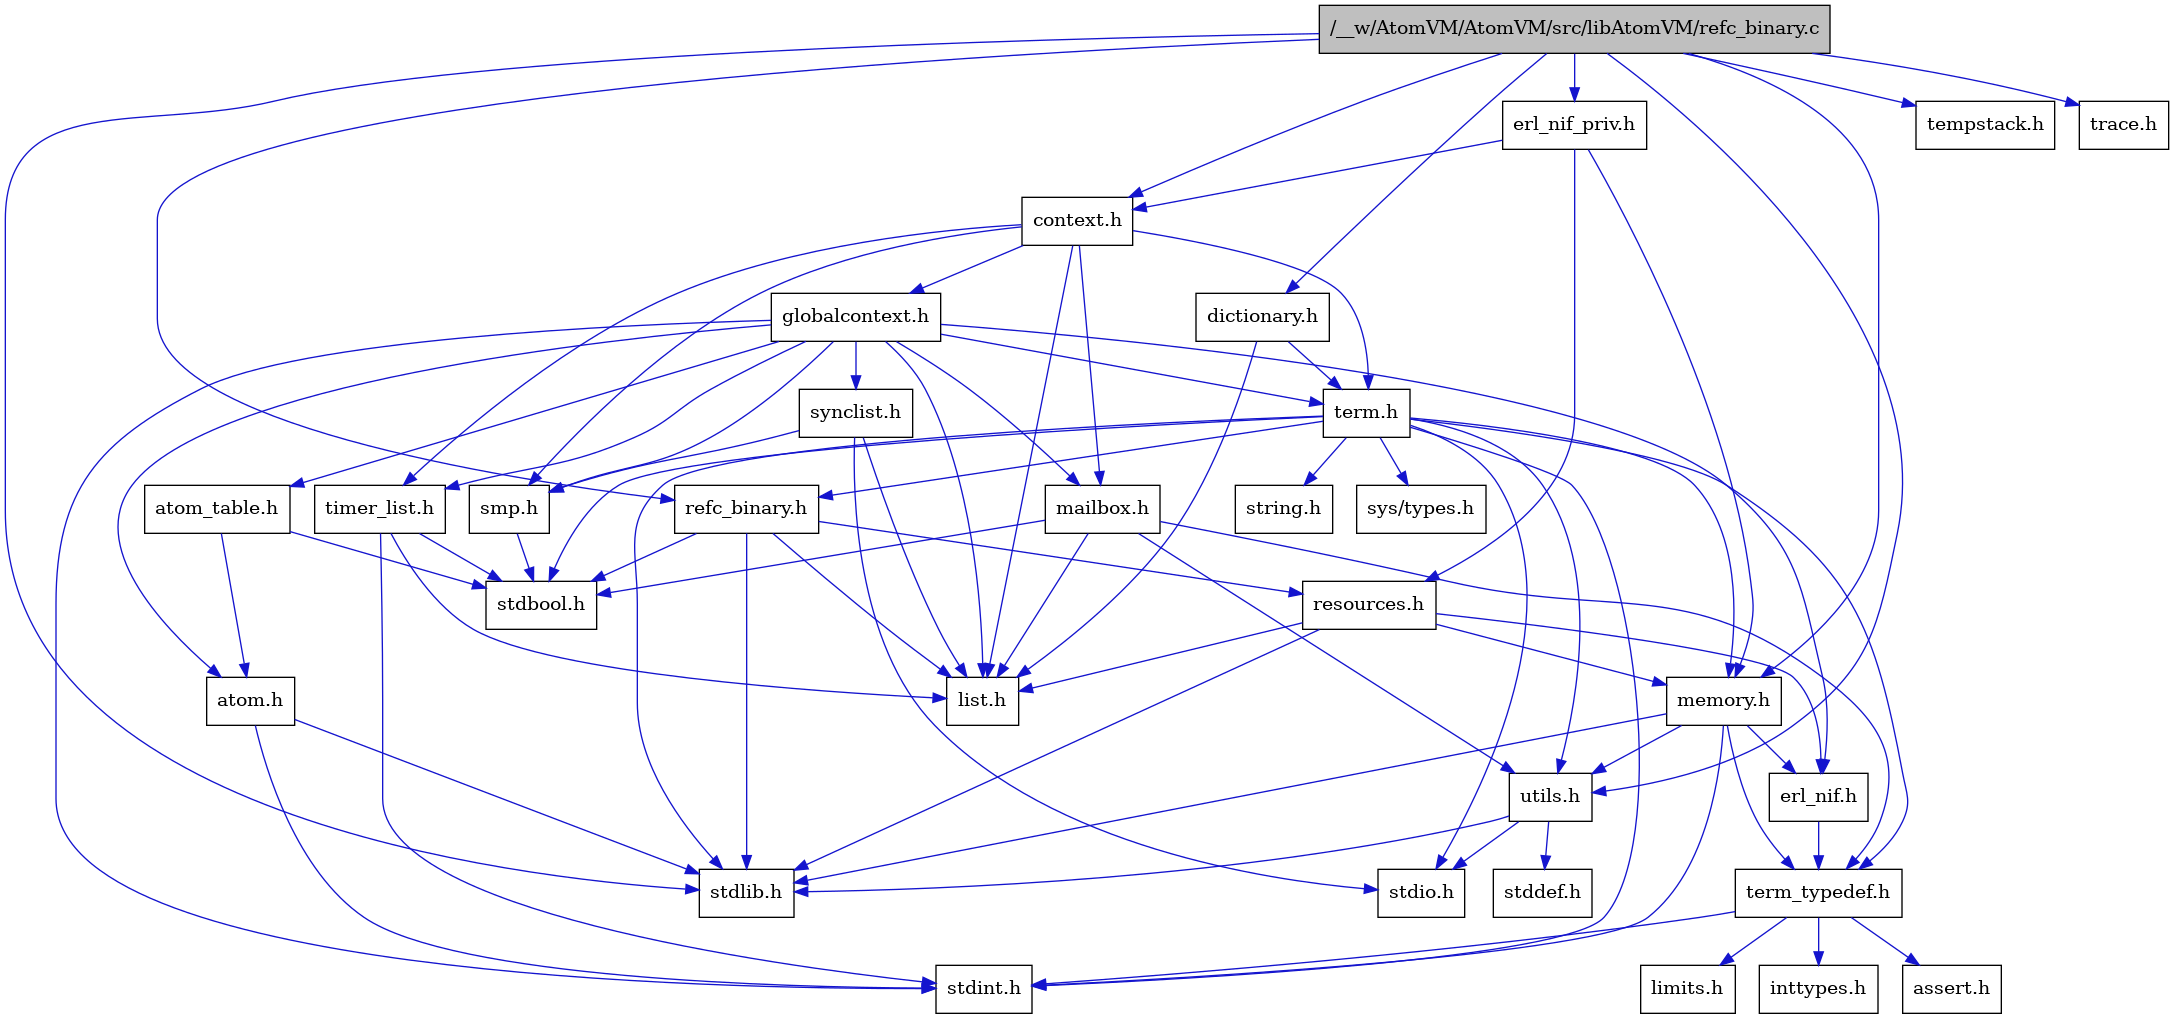 /__w/AtomVM/AtomVM/src/libAtomVM/refc_binary.c
erl_nif_priv.h
tempstack.h
trace.h
context.h
globalcontext.h
dictionary.h
synclist.h
term.h
atom_table.h
timer_list.h
smp.h
refc_binary.h
mailbox.h
string.h
sys/types.h
stdbool.h
resources.h
atom.h
list.h
memory.h
utils.h
erl_nif.h
stdlib.h
stdio.h
stddef.h
term_typedef.h
stdint.h
limits.h
inttypes.h
assert.h